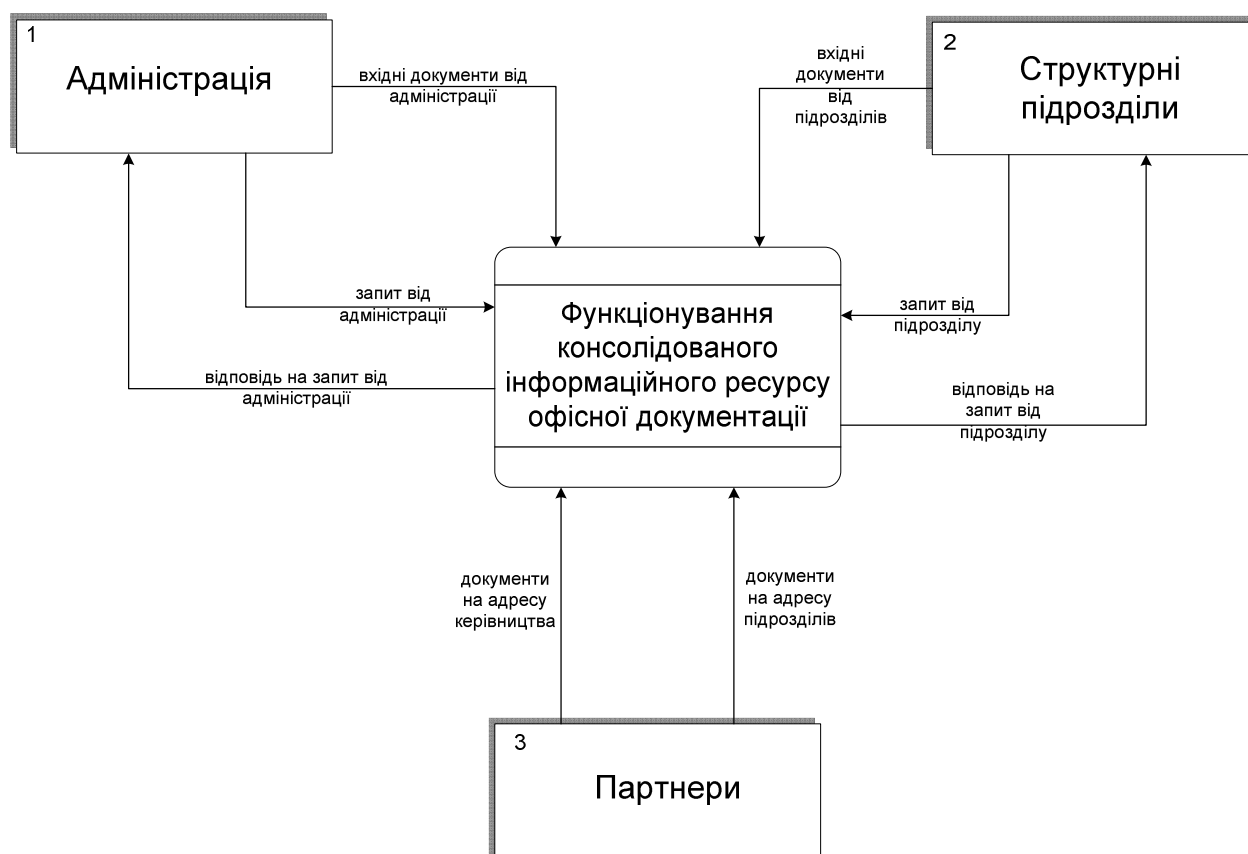 1
Адміністрація
вхідні документи від
адміністрації
вхідні
документи
від
підрозділів
2
Структурні
підрозділи
запит від
адміністрації
Функціонування
консолідованого
інформаційного ресурсу
офісної документації
запит від
підрозділу
відповідь на запит від
адміністрації
відповідь на
запит від
підрозділу
документи
на адресу
керівництва
документи
на адресу
підрозділів
3
Партнери